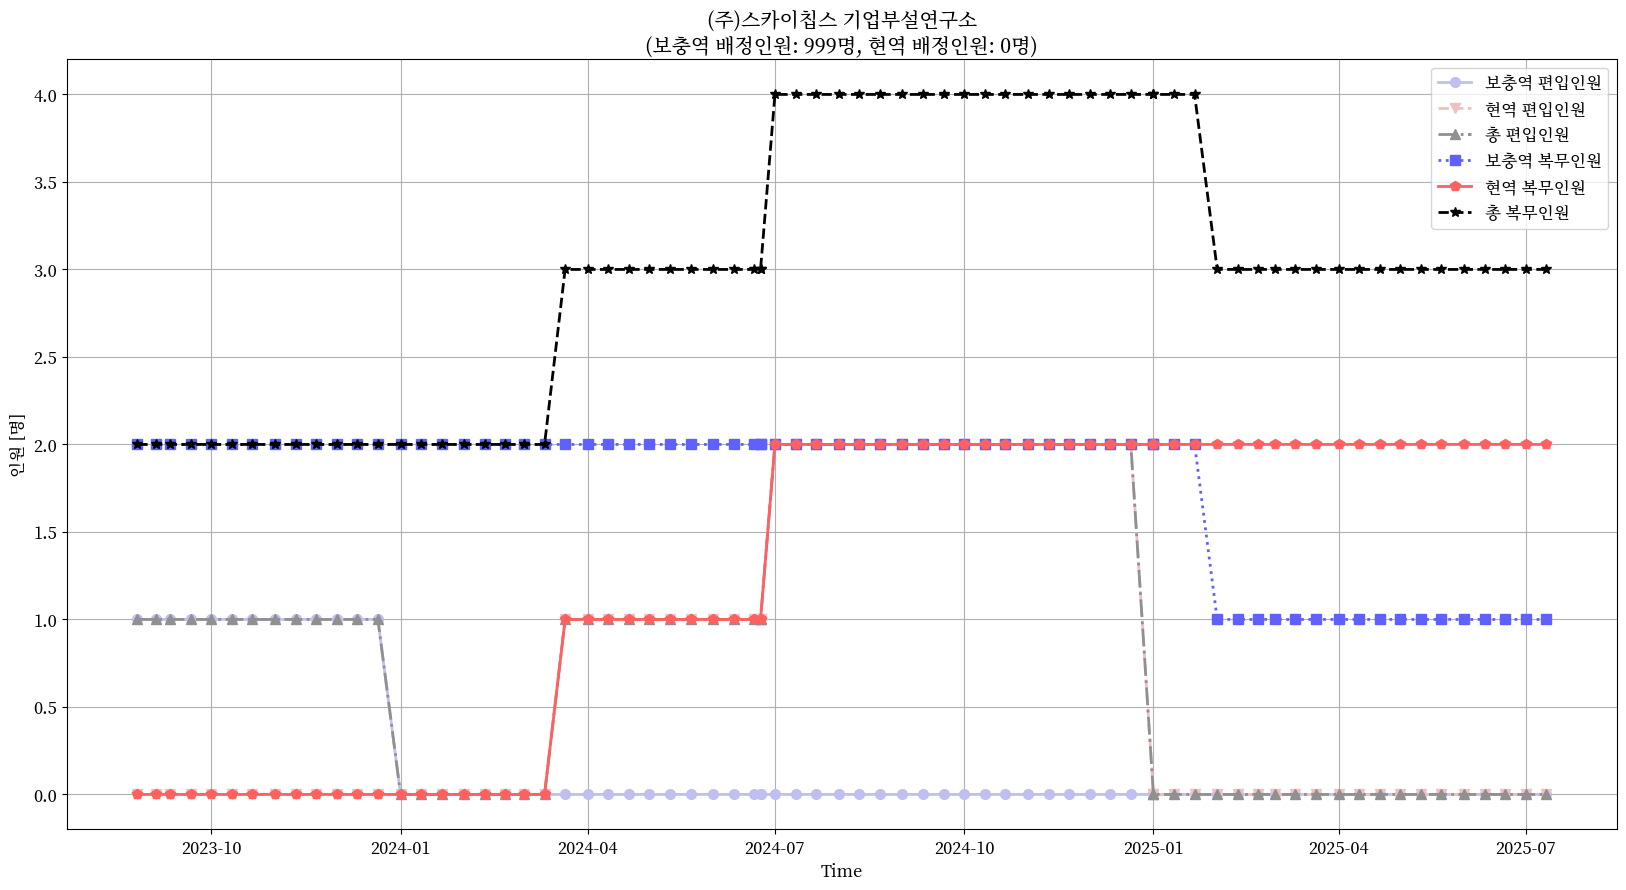 (주)스카이칩스 기업부설연구소
(보충역 배정인원: 999명, 현역 배정인원: 0명)
보충역 편입인원
현역 편입인원
총 편입인원
보충역 복무인원
현역 복무인원
총 복무인원
인원 [명]
4.0
3.5
3.0
2.5
2.0
1.5
1.0
0.5
0.0
2023-10
2024-01
2024-04
2024-07
2024-10
2025-01
2025-04
2025-07
Time